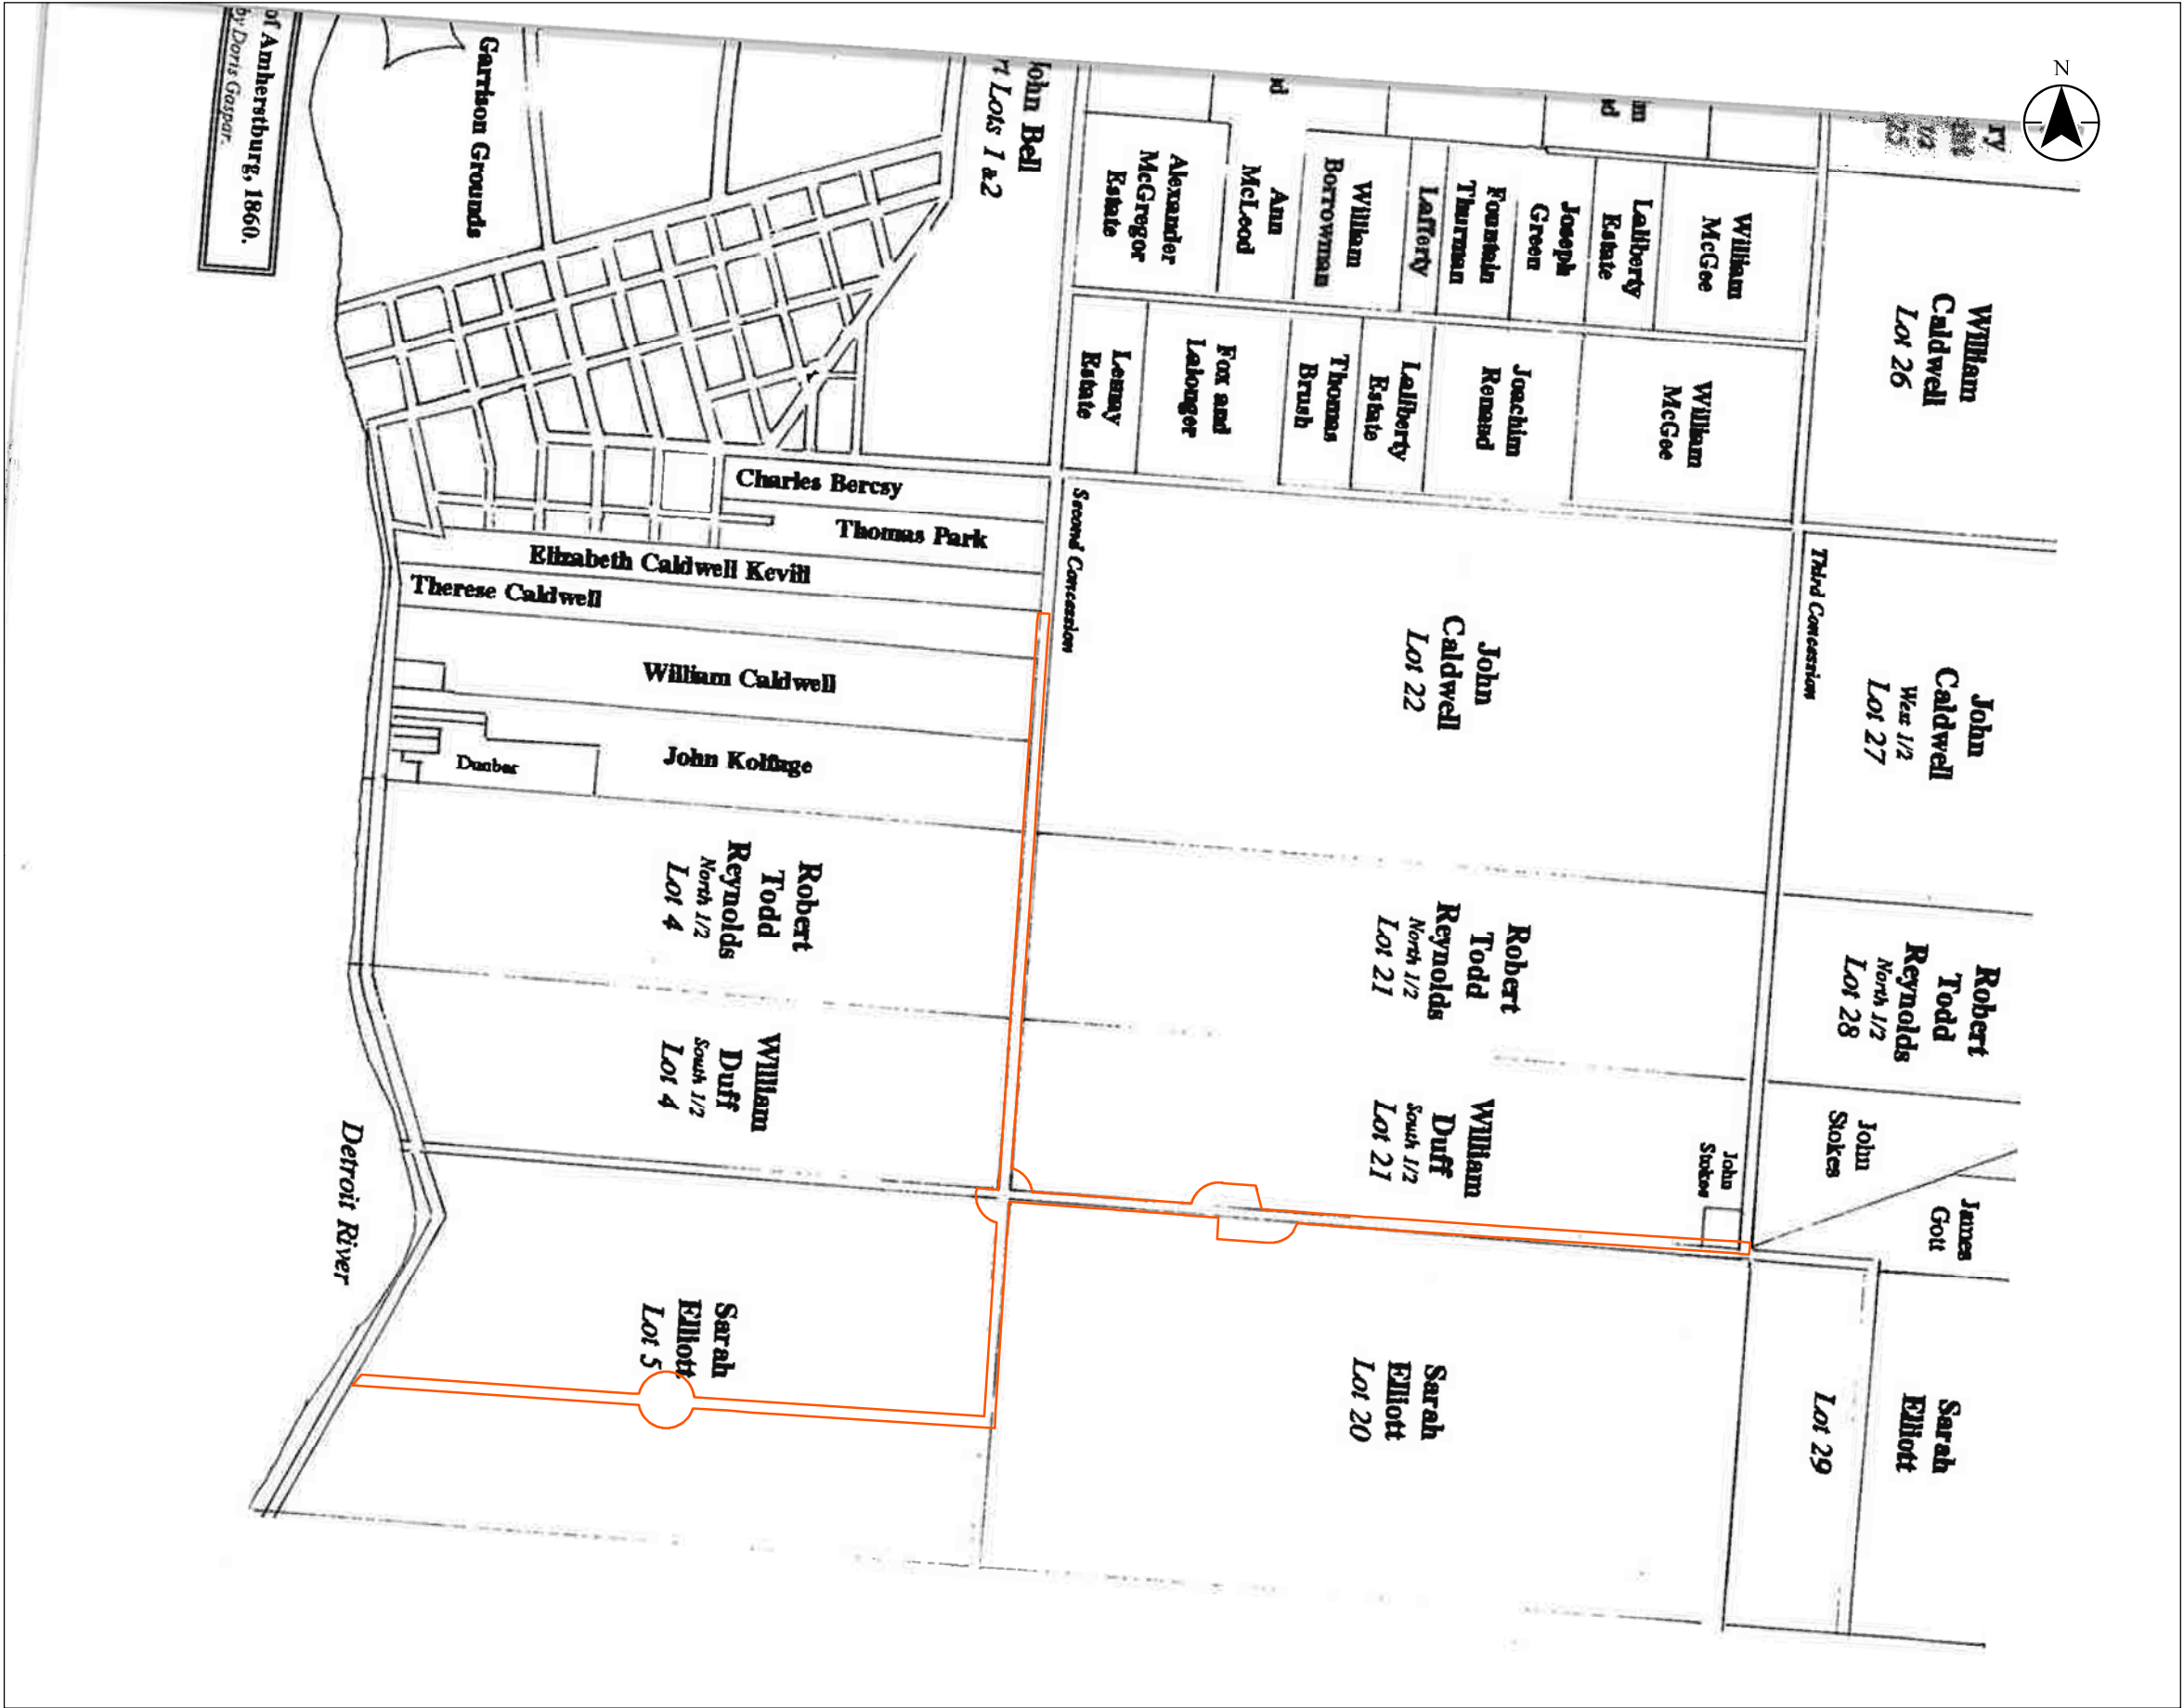 of Amherstburg, 1860.
by Doris Gaspar.
Garrison Grounds
John Bell
Lots 1 & 2
N
ry
Alexander
McGregor
Estate
Ann
McLeod
William
Borrowman
Lafferty
Fountain
Thurman
Joseph
Green
Laliberty
Estate
William
McGee
William
Caldwell
Lot 26
Lemay
Estate
Fox and
Lalonger
Thomas
Brush
Laliberty
Estate
Joachim
Renaud
William
McGee
Charles Bercsy
Thomas Park
Elizabeth Caldwell Kevill
Therese Caldwell
William Caldwell
John Kolfage
Dunbar
Second Concession
Third Concession
John
Caldwell
Lot 22
John
Caldwell
West 1/2
Lot 27
Robert
Todd
Reynolds
North 1/2
Lot 4
Robert
Todd
Reynolds
North 1/2
Lot 21
Robert
Todd
Reynolds
North 1/2
Lot 28
William
Duff
South 1/2
Lot 4
William
Duff
South 1/2
Lot 21
John
Stokes
John
Stokes
James
Gott
Detroit River
Sarah
Elliott
Lot 5
Sarah
Elliott
Lot 20
Lot 29
Sarah
Elliott